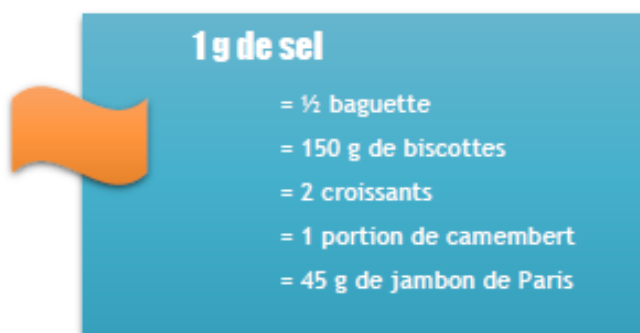 1 g de sel
= ½ baguette
= 150 g de biscottes
= 2 croissants
= 1 portion de camembert
= 45 g de jambon de Paris